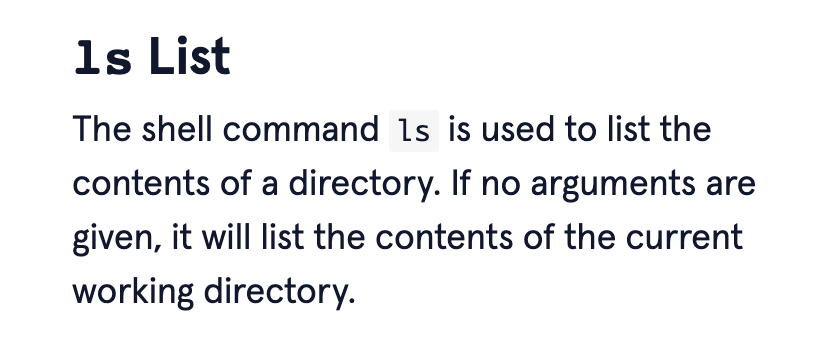 ls List
The shell command ls is used to list the
contents of a directory. If no arguments are
given, it will list the contents of the current
working directory.